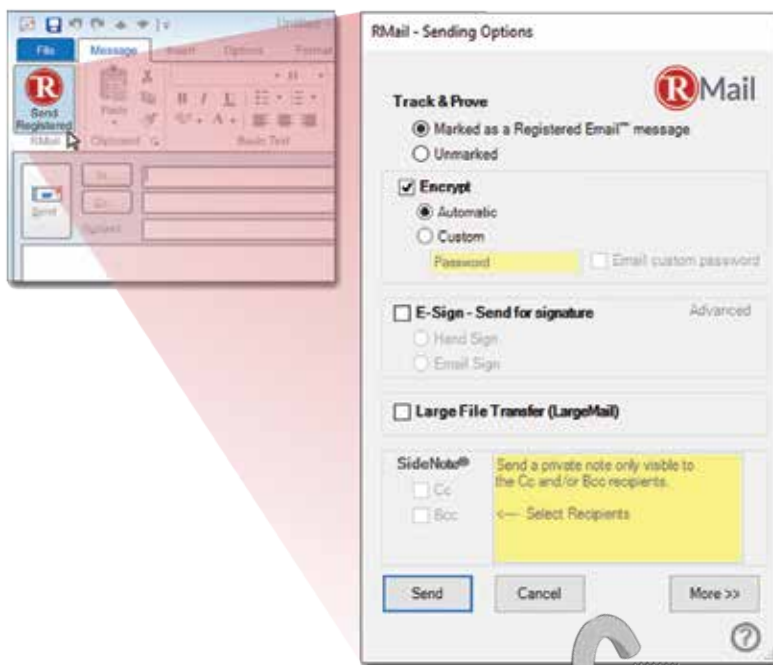 File
Message
Insert
Options
Format
R
Send
Registered
RMail
Paste
Clipboard
11
B I U
A
Basic Text
Send
To...
Cc...
Subject
RMail - Sending Options
RMail
Track & Prove
Marked as a Registered Email™ message
Unmarked
Encrypt
Automatic
Custom
Password
Email custom password
E-Sign - Send for signature
Advanced
Hand Sign
Email Sign
Large File Transfer (LargeMail)
SideNote®
Cc
Bcc
Send a private note only visible to
the Cc and/or Bcc recipients.
<--- Select Recipients
Send
Cancel
More >>
?